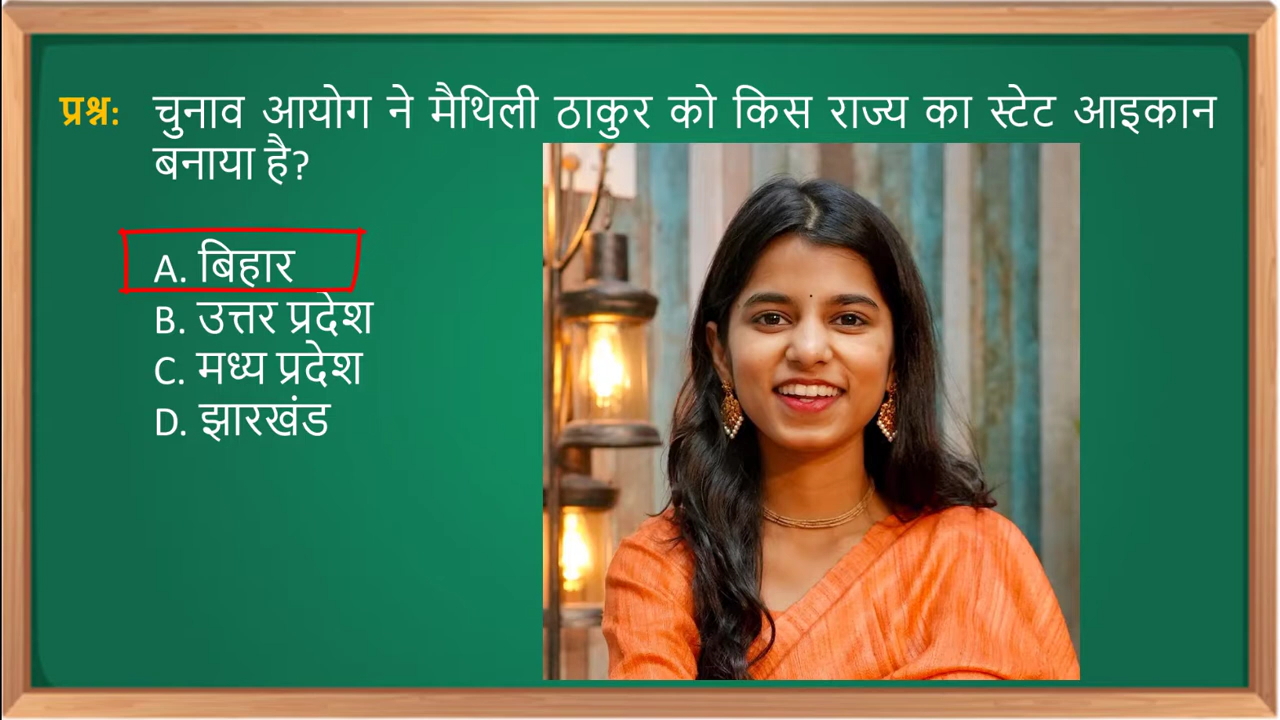 प्रश्न: चुनाव आयोग ने मैथिली ठाकुर को किस राज्य का स्टेट आइकान
बनाया है?
A. बिहार
B. उत्तर प्रदेश
C. मध्य प्रदेश
D. झारखंड